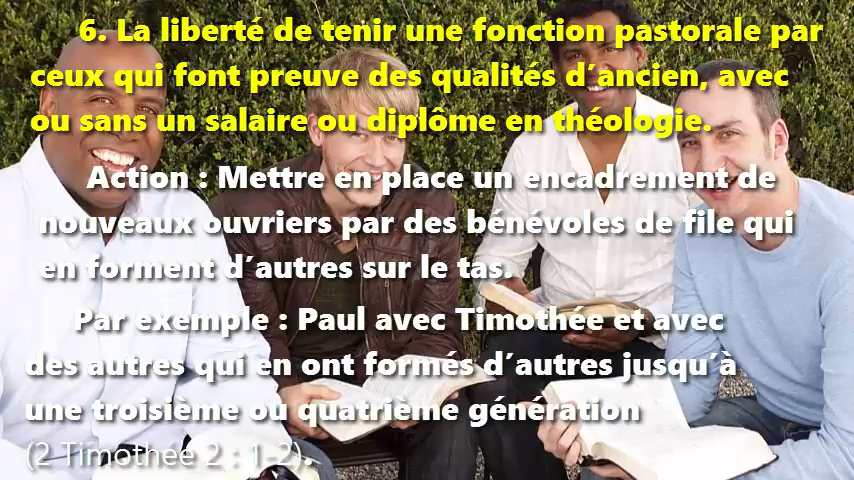 6. La liberté de tenir une fonction pastorale par
ceux qui font preuve des qualités d’ancien, avec
ou sans un salaire ou diplôme en théologie.
Action : Mettre en place un encadrement de
nouveaux ouvriers par des bénévoles de file qui
en forment d’autres sur le tas.
Par exemple : Paul avec Timothée et avec
des autres qui en ont formés d’autres jusqu’à
une troisième ou quatrième génération
(2 Timothée 2 : 1-2).